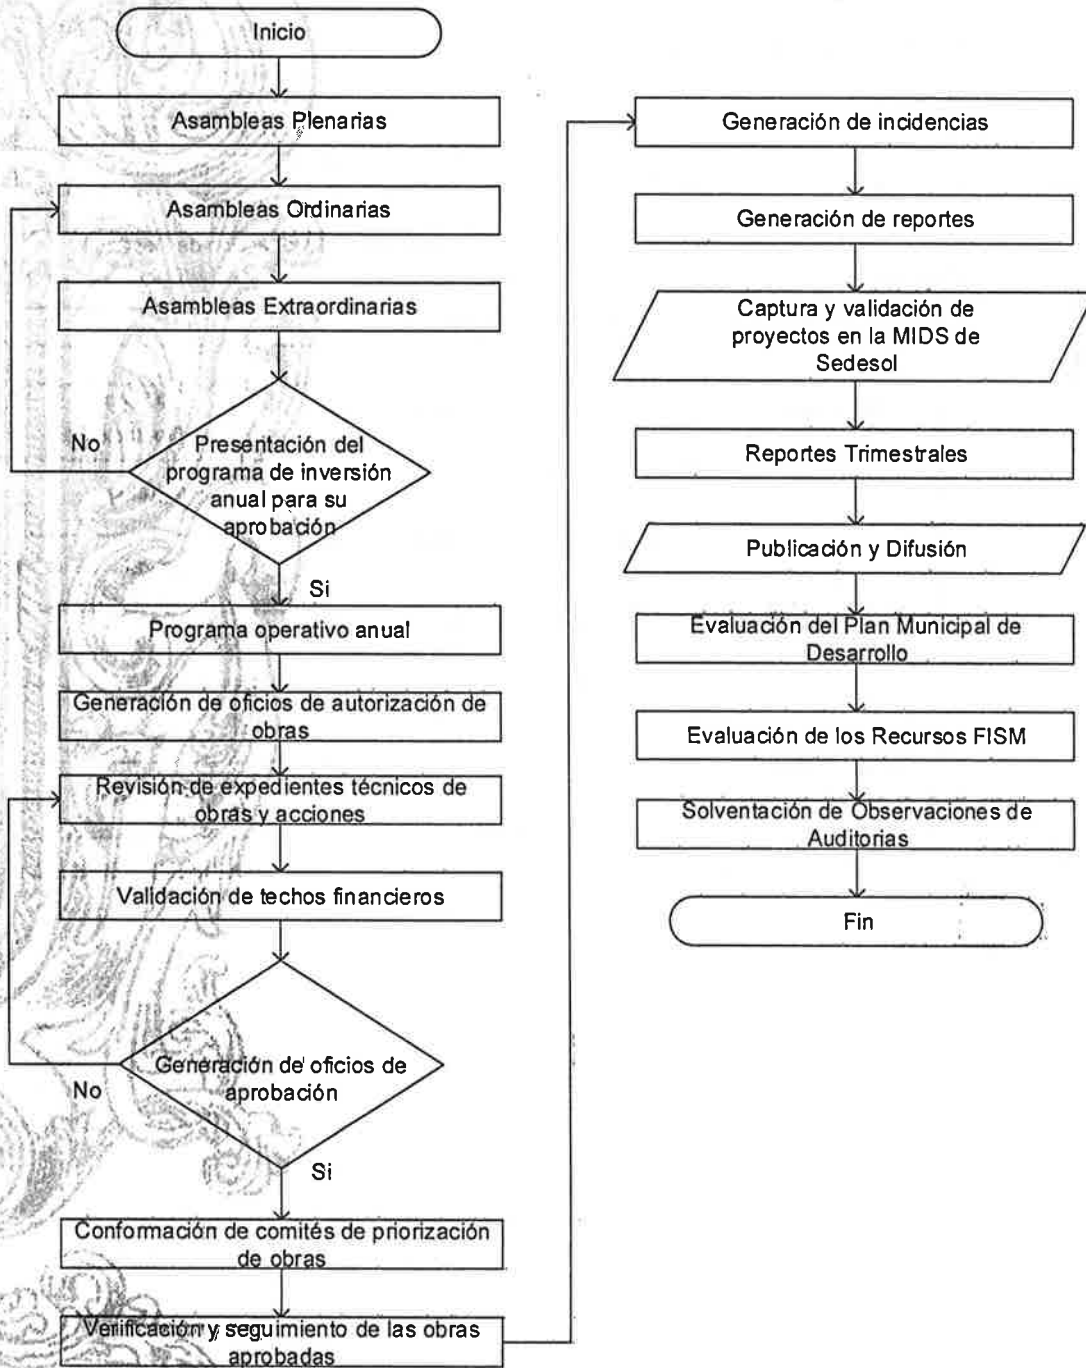 Inicio
Asambleas Plenarias
Asambleas Ordinarias
Asambleas Extraordinarias
No
Presentación del
programa de inversión
anual para su
aprobación
Si
Programa operativo anual
Generación de oficios de autorización de
obras
Revisión de expedientes técnicos de
obras y acciones
Validación de techos financieros
Generación de oficios de
aprobación
No
Si
Conformación de comités de priorización
de obras
Verificación y seguimiento de las obras
aprobadas
Generación de incidencias
Generación de reportes
Captura y validación de
proyectos en la MIDS de
Sedesol
Reportes Trimestrales
Publicación y Difusión
Evaluación del Plan Municipal de
Desarrollo
Evaluación de los Recursos FISM
Solventación de Observaciones de
Auditorias
Fin